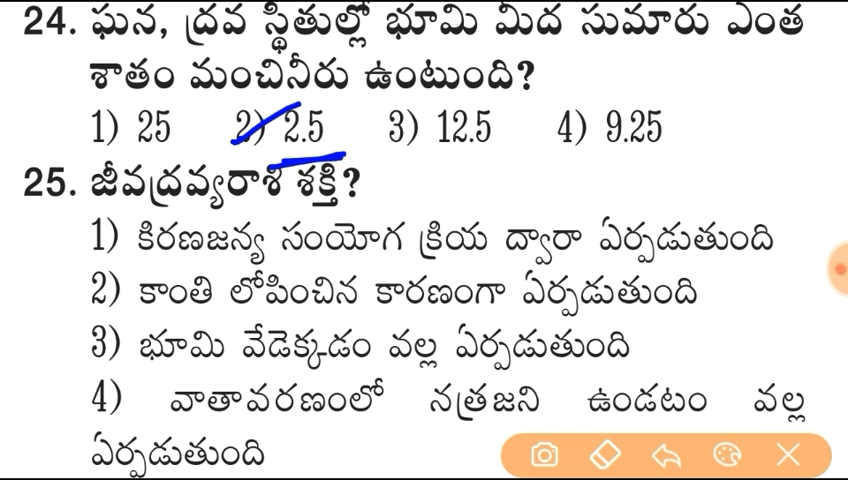 24. ఘన, ద్రవ స్థితుల్లో భూమి మీద సుమారు ఎంత
శాతం మంచినీరు ఉంటుంది?
1) 25 2) 2.5 3) 12.5 4) 9.25
25. జీవద్రవ్యరాశి శక్తి?
1) కిరణజన్య సంయోగ క్రియ ద్వారా ఏర్పడుతుంది
2) కాంతి లోపించిన కారణంగా ఏర్పడుతుంది
3) భూమి వేడెక్కడం వల్ల ఏర్పడుతుంది
4) వాతావరణంలో నత్రజని ఉండటం వల్ల
ఏర్పడుతుంది